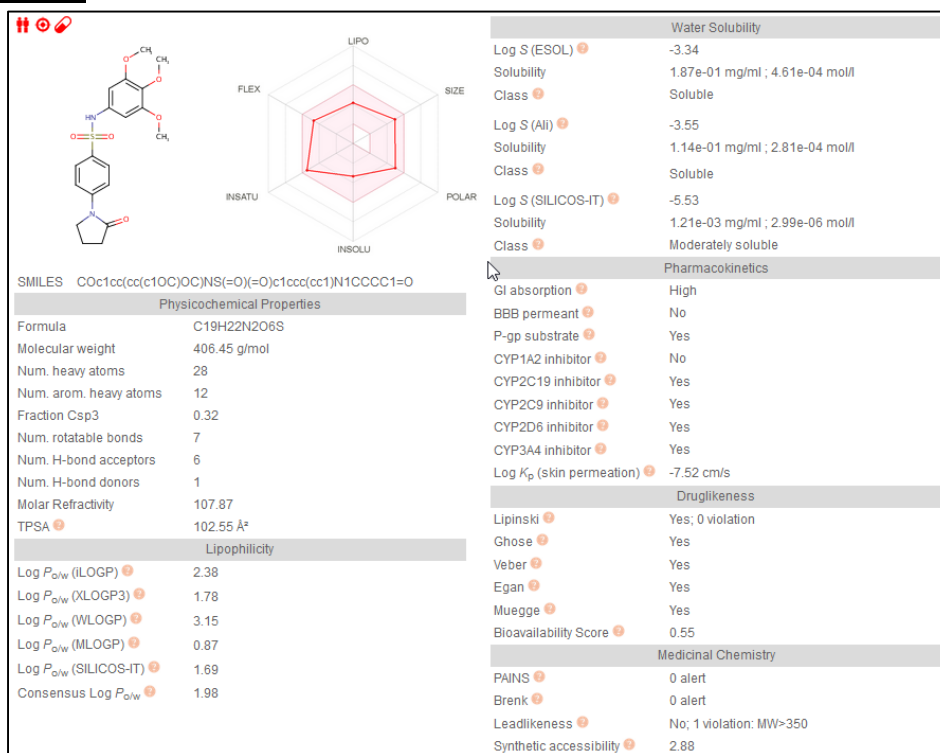 LIPO
FLEX
SIZE
INSATU
POLAR
INSOLU
CH₃
O
CH₃
O
O
HN
CH₃
O
S
O
N
O
SMILES COc1cc(cc(c1OC)OC)NS(=O)(=O)c1ccc(cc1)N1CCCC1=O
Physicochemical Properties
Formula C19H22N2O6S
Molecular weight 406.45 g/mol
Num. heavy atoms 28
Num. arom. heavy atoms 12
Fraction Csp3 0.32
Num. rotatable bonds 7
Num. H-bond acceptors 6
Num. H-bond donors 1
Molar Refractivity 107.87
TPSA ? 102.55 Å²
Lipophilicity
Log Po/w (iLOGP) ? 2.38
Log Po/w (XLOGP3) ? 1.78
Log Po/w (WLOGP) ? 3.15
Log Po/w (MLOGP) ? 0.87
Log Po/w (SILICOS-IT) ? 1.69
Consensus Log Po/w ? 1.98
Water Solubility
Log S (ESOL) ? -3.34
Solubility 1.87e-01 mg/ml ; 4.61e-04 mol/l
Class ? Soluble
Log S (Ali) ? -3.55
Solubility 1.14e-01 mg/ml ; 2.81e-04 mol/l
Class ? Soluble
Log S (SILICOS-IT) ? -5.53
Solubility 1.21e-03 mg/ml ; 2.99e-06 mol/l
Class ? Moderately soluble
Pharmacokinetics
GI absorption ? High
BBB permeant ? No
P-gp substrate ? Yes
CYP1A2 inhibitor ? No
CYP2C19 inhibitor ? Yes
CYP2C9 inhibitor ? Yes
CYP2D6 inhibitor ? Yes
CYP3A4 inhibitor ? Yes
Log Kp (skin permeation) ? -7.52 cm/s
Druglikeness
Lipinski ? Yes; 0 violation
Ghose ? Yes
Veber ? Yes
Egan ? Yes
Muegge ? Yes
Bioavailability Score ? 0.55
Medicinal Chemistry
PAINS ? 0 alert
Brenk ? 0 alert
Leadlikeness ? No; 1 violation: MW>350
Synthetic accessibility ? 2.88